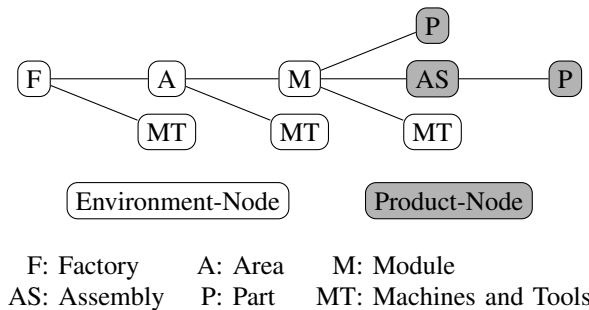 P
F A M AS P
MT MT MT
Environment-Node Product-Node
F: Factory A: Area M: Module
AS: Assembly P: Part MT: Machines and Tools